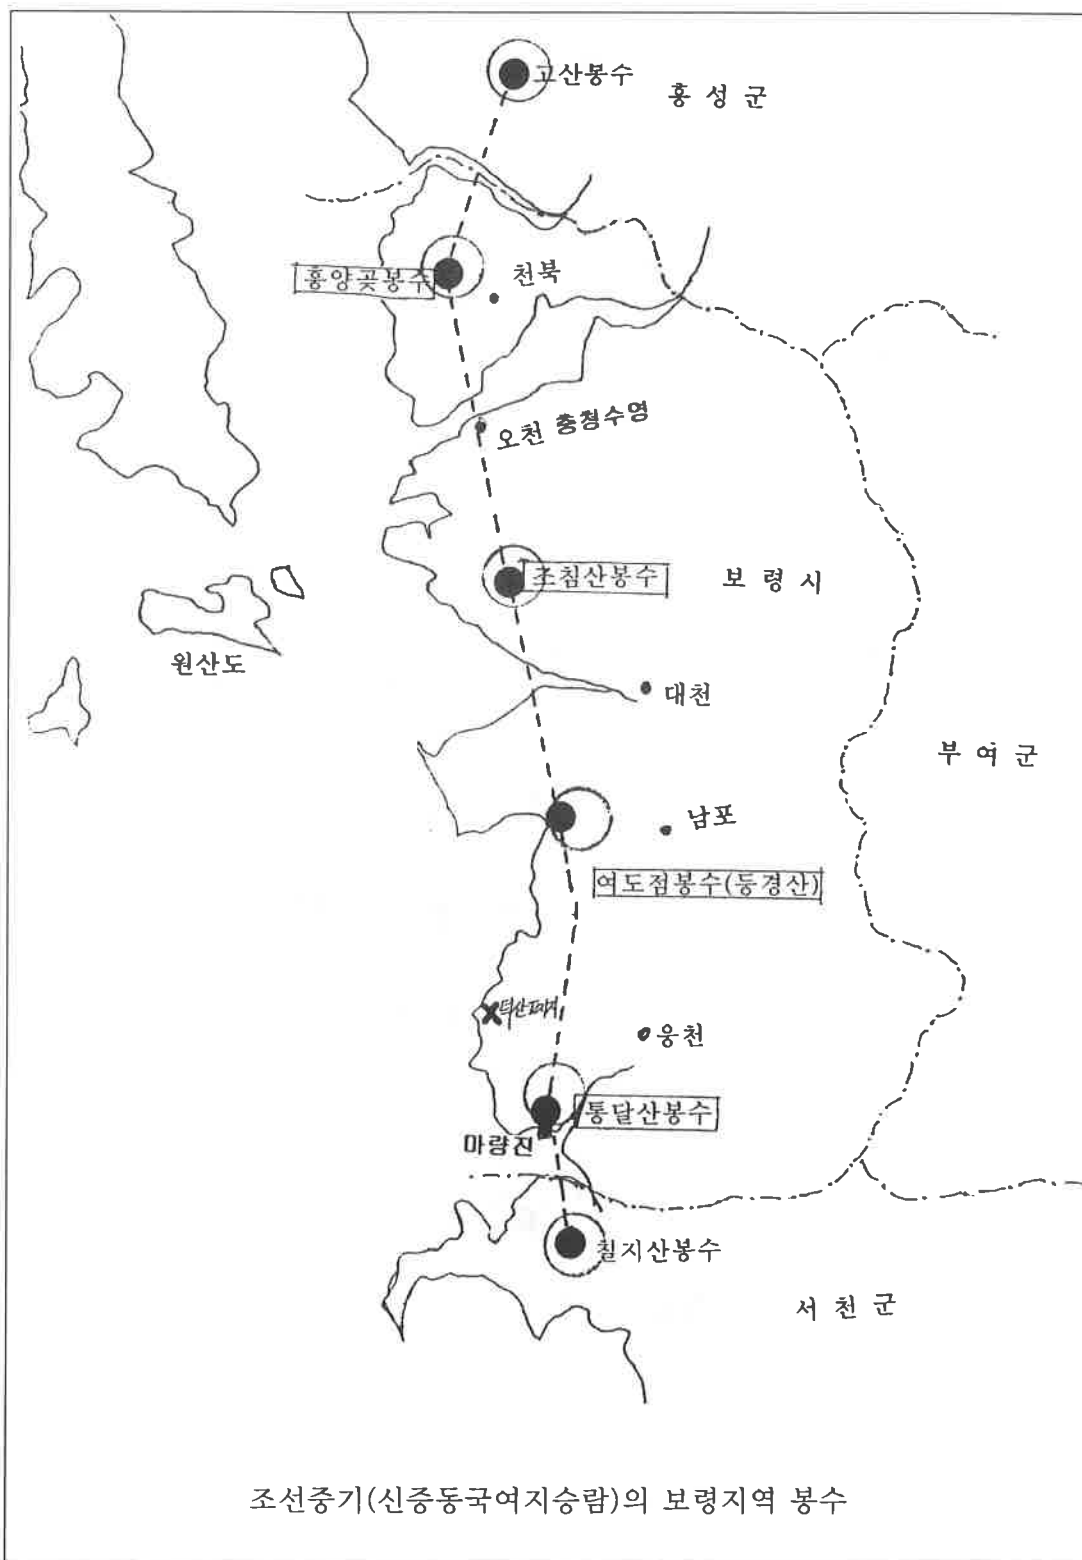 고산봉수
홍성군
흥양곶봉수
천북
오천 충청수영
조침산봉수
보령시
원산도
대천
부여군
남포
여도점봉수(등경산)
웅천
통달산봉수
마량진
칠지산봉수
서천군
조선중기(신증동국여지승람)의 보령지역 봉수